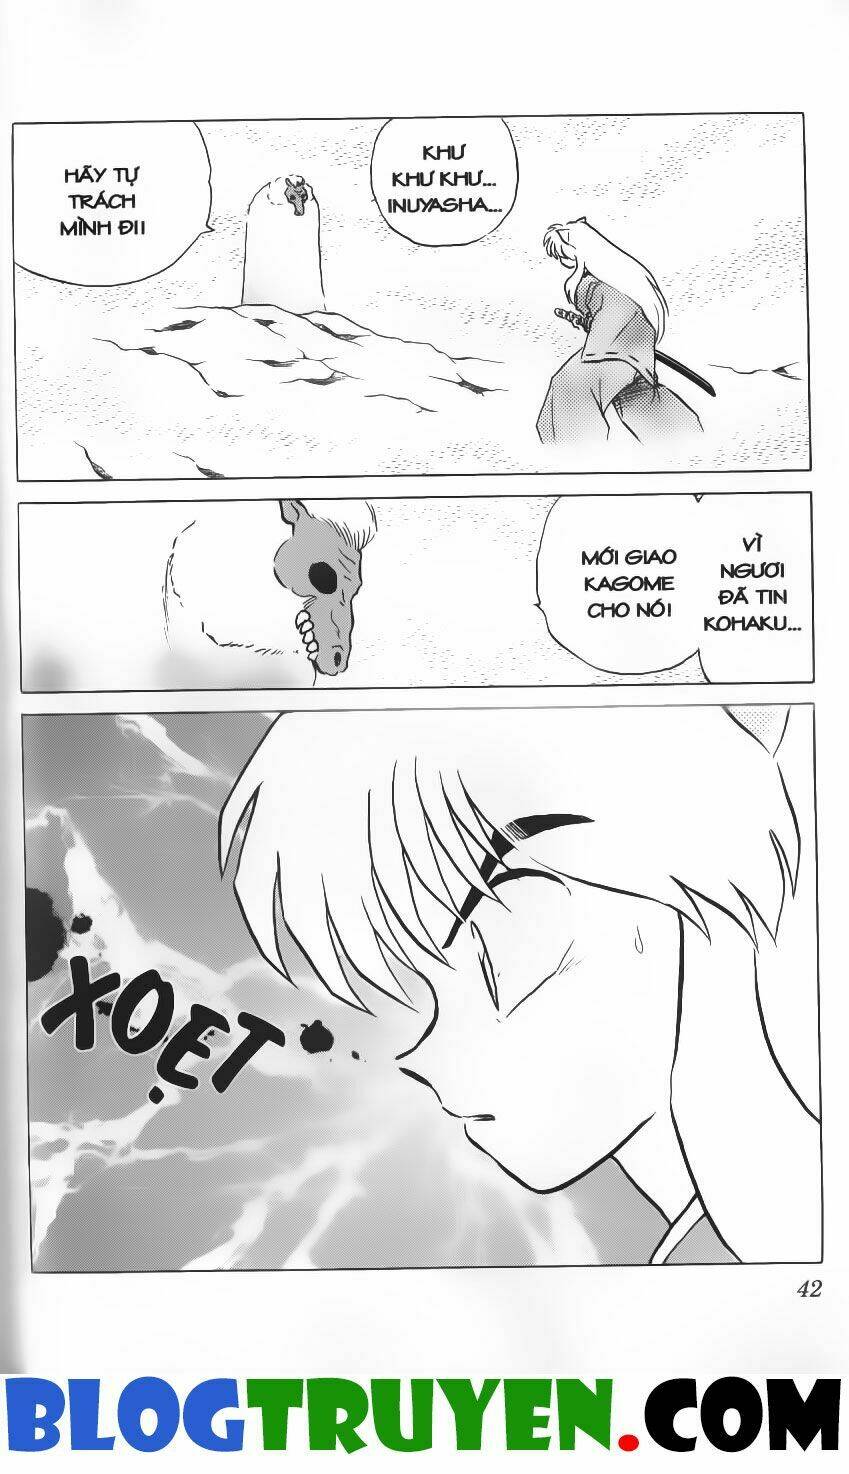 KHƯ
KHƯ KHƯ...
INUYASHA...
HÃY TỰ
TRÁCH
MÌNH ĐI!
VÌ
NGƯƠI
ĐÃ TIN
KOHAKU...
MỚI GIAO
KAGOME
CHO NÓ!
XOẸT
42
BLOGTRUYEN.COM